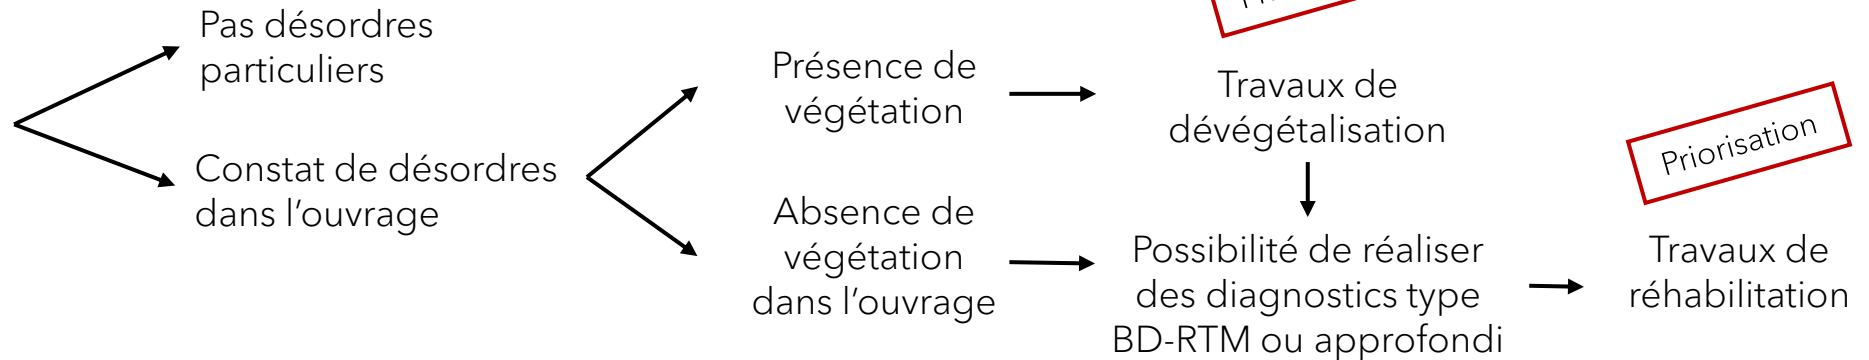 Pas désordres
particuliers
Constat de désordres
dans l’ouvrage
Présence de
végétation
Absence de
végétation
dans l’ouvrage
Travaux de
dévégétalisation
Possibilité de réaliser
des diagnostics type
BD-RTM ou approfondi
Priorisation
Travaux de
réhabilitation